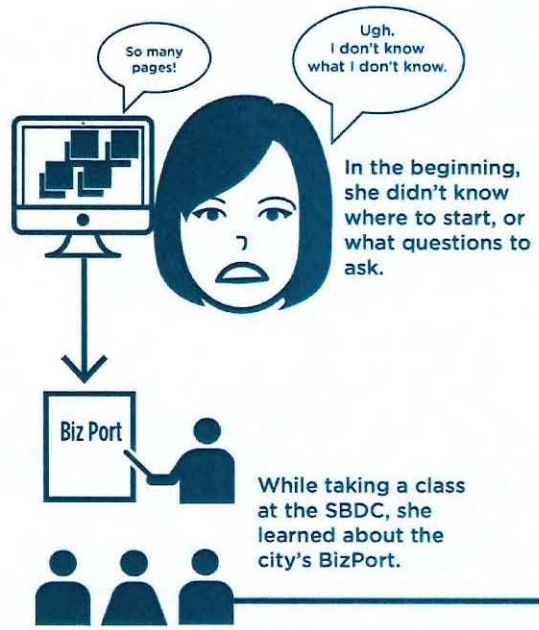 So many
pages!
Ugh.
I don't know
what I don't know.
In the beginning,
she didn't know
where to start, or
what questions to
ask.
Biz Port
While taking a class
at the SBDC, she
learned about the
city's BizPort.